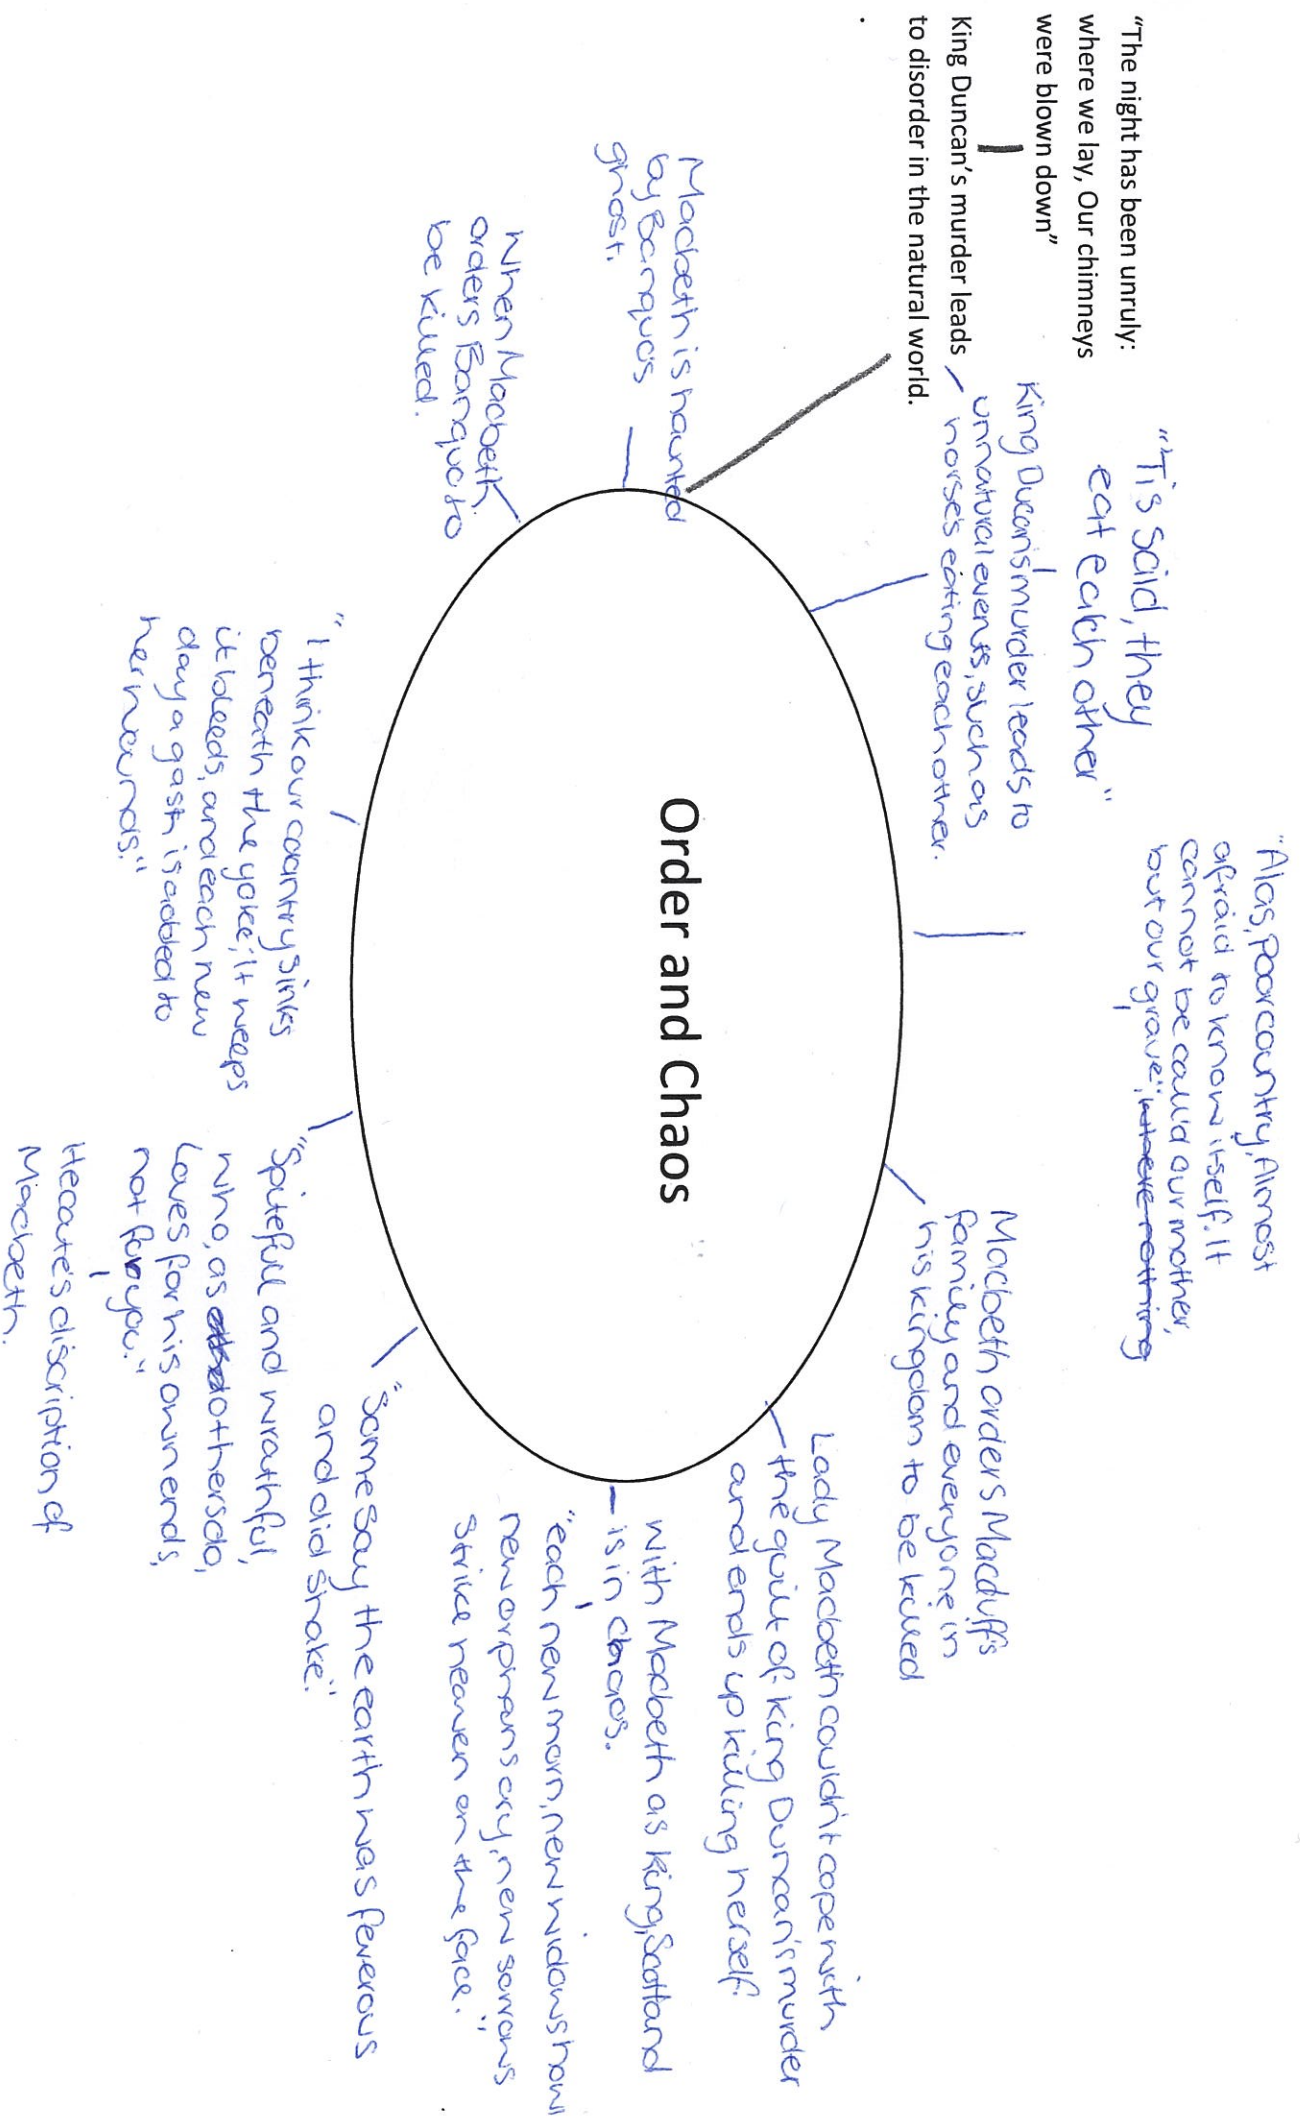 "The night has been unruly:
where we lay, Our chimneys
were blown down"
King Duncan's murder leads
to disorder in the natural world.
"'Tis said, they
eat each other"
King Ducan's murder leads to
unnatural events, such as
horses eating each other.
"Alas, poor country, Almost
afraid to know itself. It
cannot be call'd our mother,
but our grave", where nothing
Macbeth orders Macduff's
family and everyone in
his kingdom to be killed
Lady Macbeth couldn't cope with
the guilt of King Duncan's murder
and ends up killing herself.
with Macbeth as King, Scotland
is in chaos.
"each new morn, new widows howl
new orphans cry, new sorrows
strike heaven on the face."
"Some say the earth was feverous
and did shake".
"Spitefull and wrathful,
who, as others do,
Loves for his own ends,
not for you."
Hecate's discription of
Macbeth.
"I think our country sinks
beneath the yoke; It weeps
it bleeds, and each new
day a gash is added to
her wounds."
When Macbeth
orders Banquo to
be killed.
Macbeth is haunted
by Banquo's
ghost.
Order and Chaos